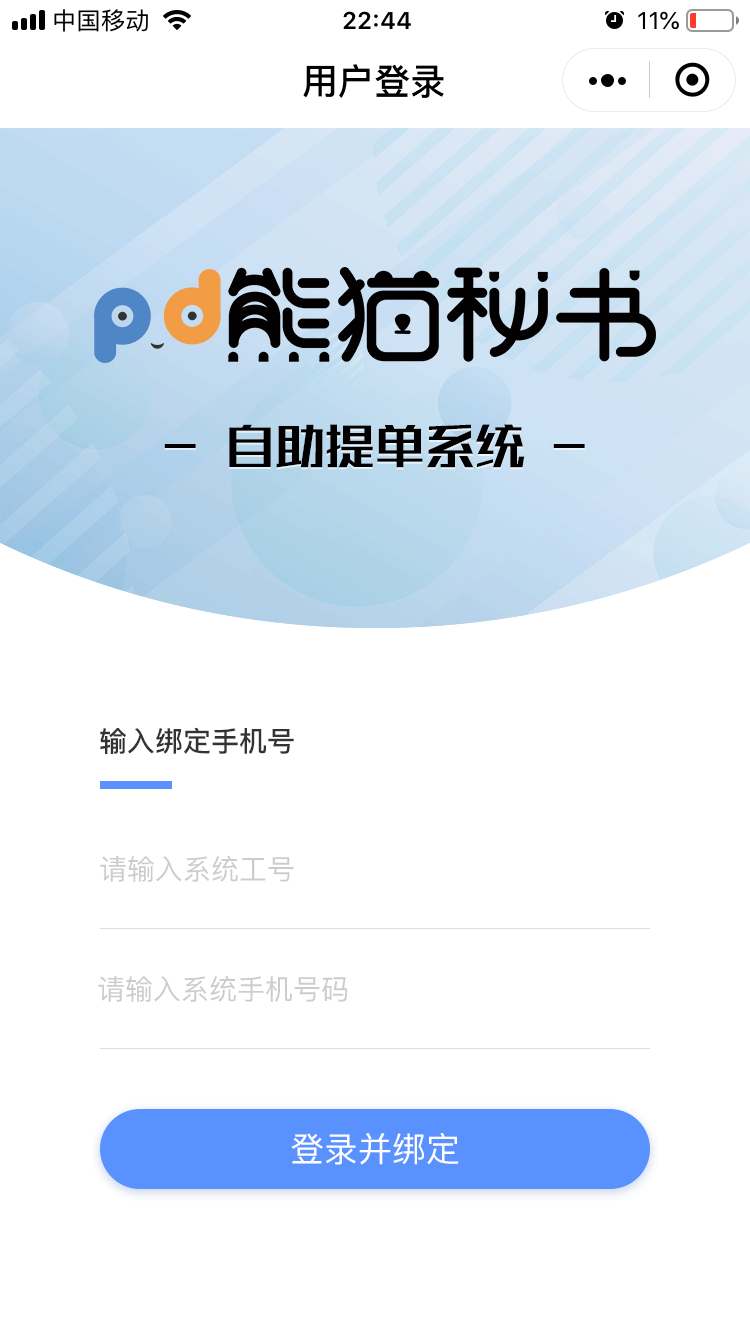 中国移动 22:44 11%
用户登录
pd熊猫秘书
自助提单系统
输入绑定手机号
请输入系统工号
请输入系统手机号码
登录并绑定